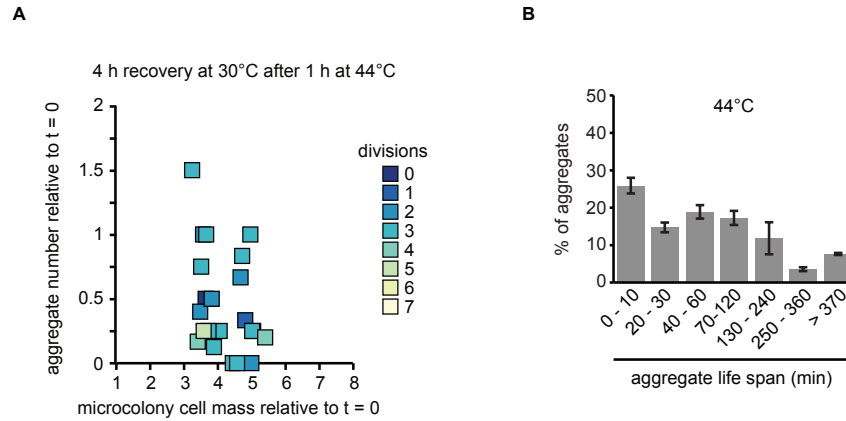 A
4 h recovery at 30°C after 1 h at 44°C
aggregate number relative to t = 0
2
1.5
1
0.5
0
1 2 3 4 5 6 7 8
microcolony cell mass relative to t = 0
divisions
0
1
2
3
4
5
6
7
B
44°C
% of aggregates
50
40
30
20
10
0
0 - 10
20 - 30
40 - 60
70-120
130 - 240
250 - 360
> 370
aggregate life span (min)